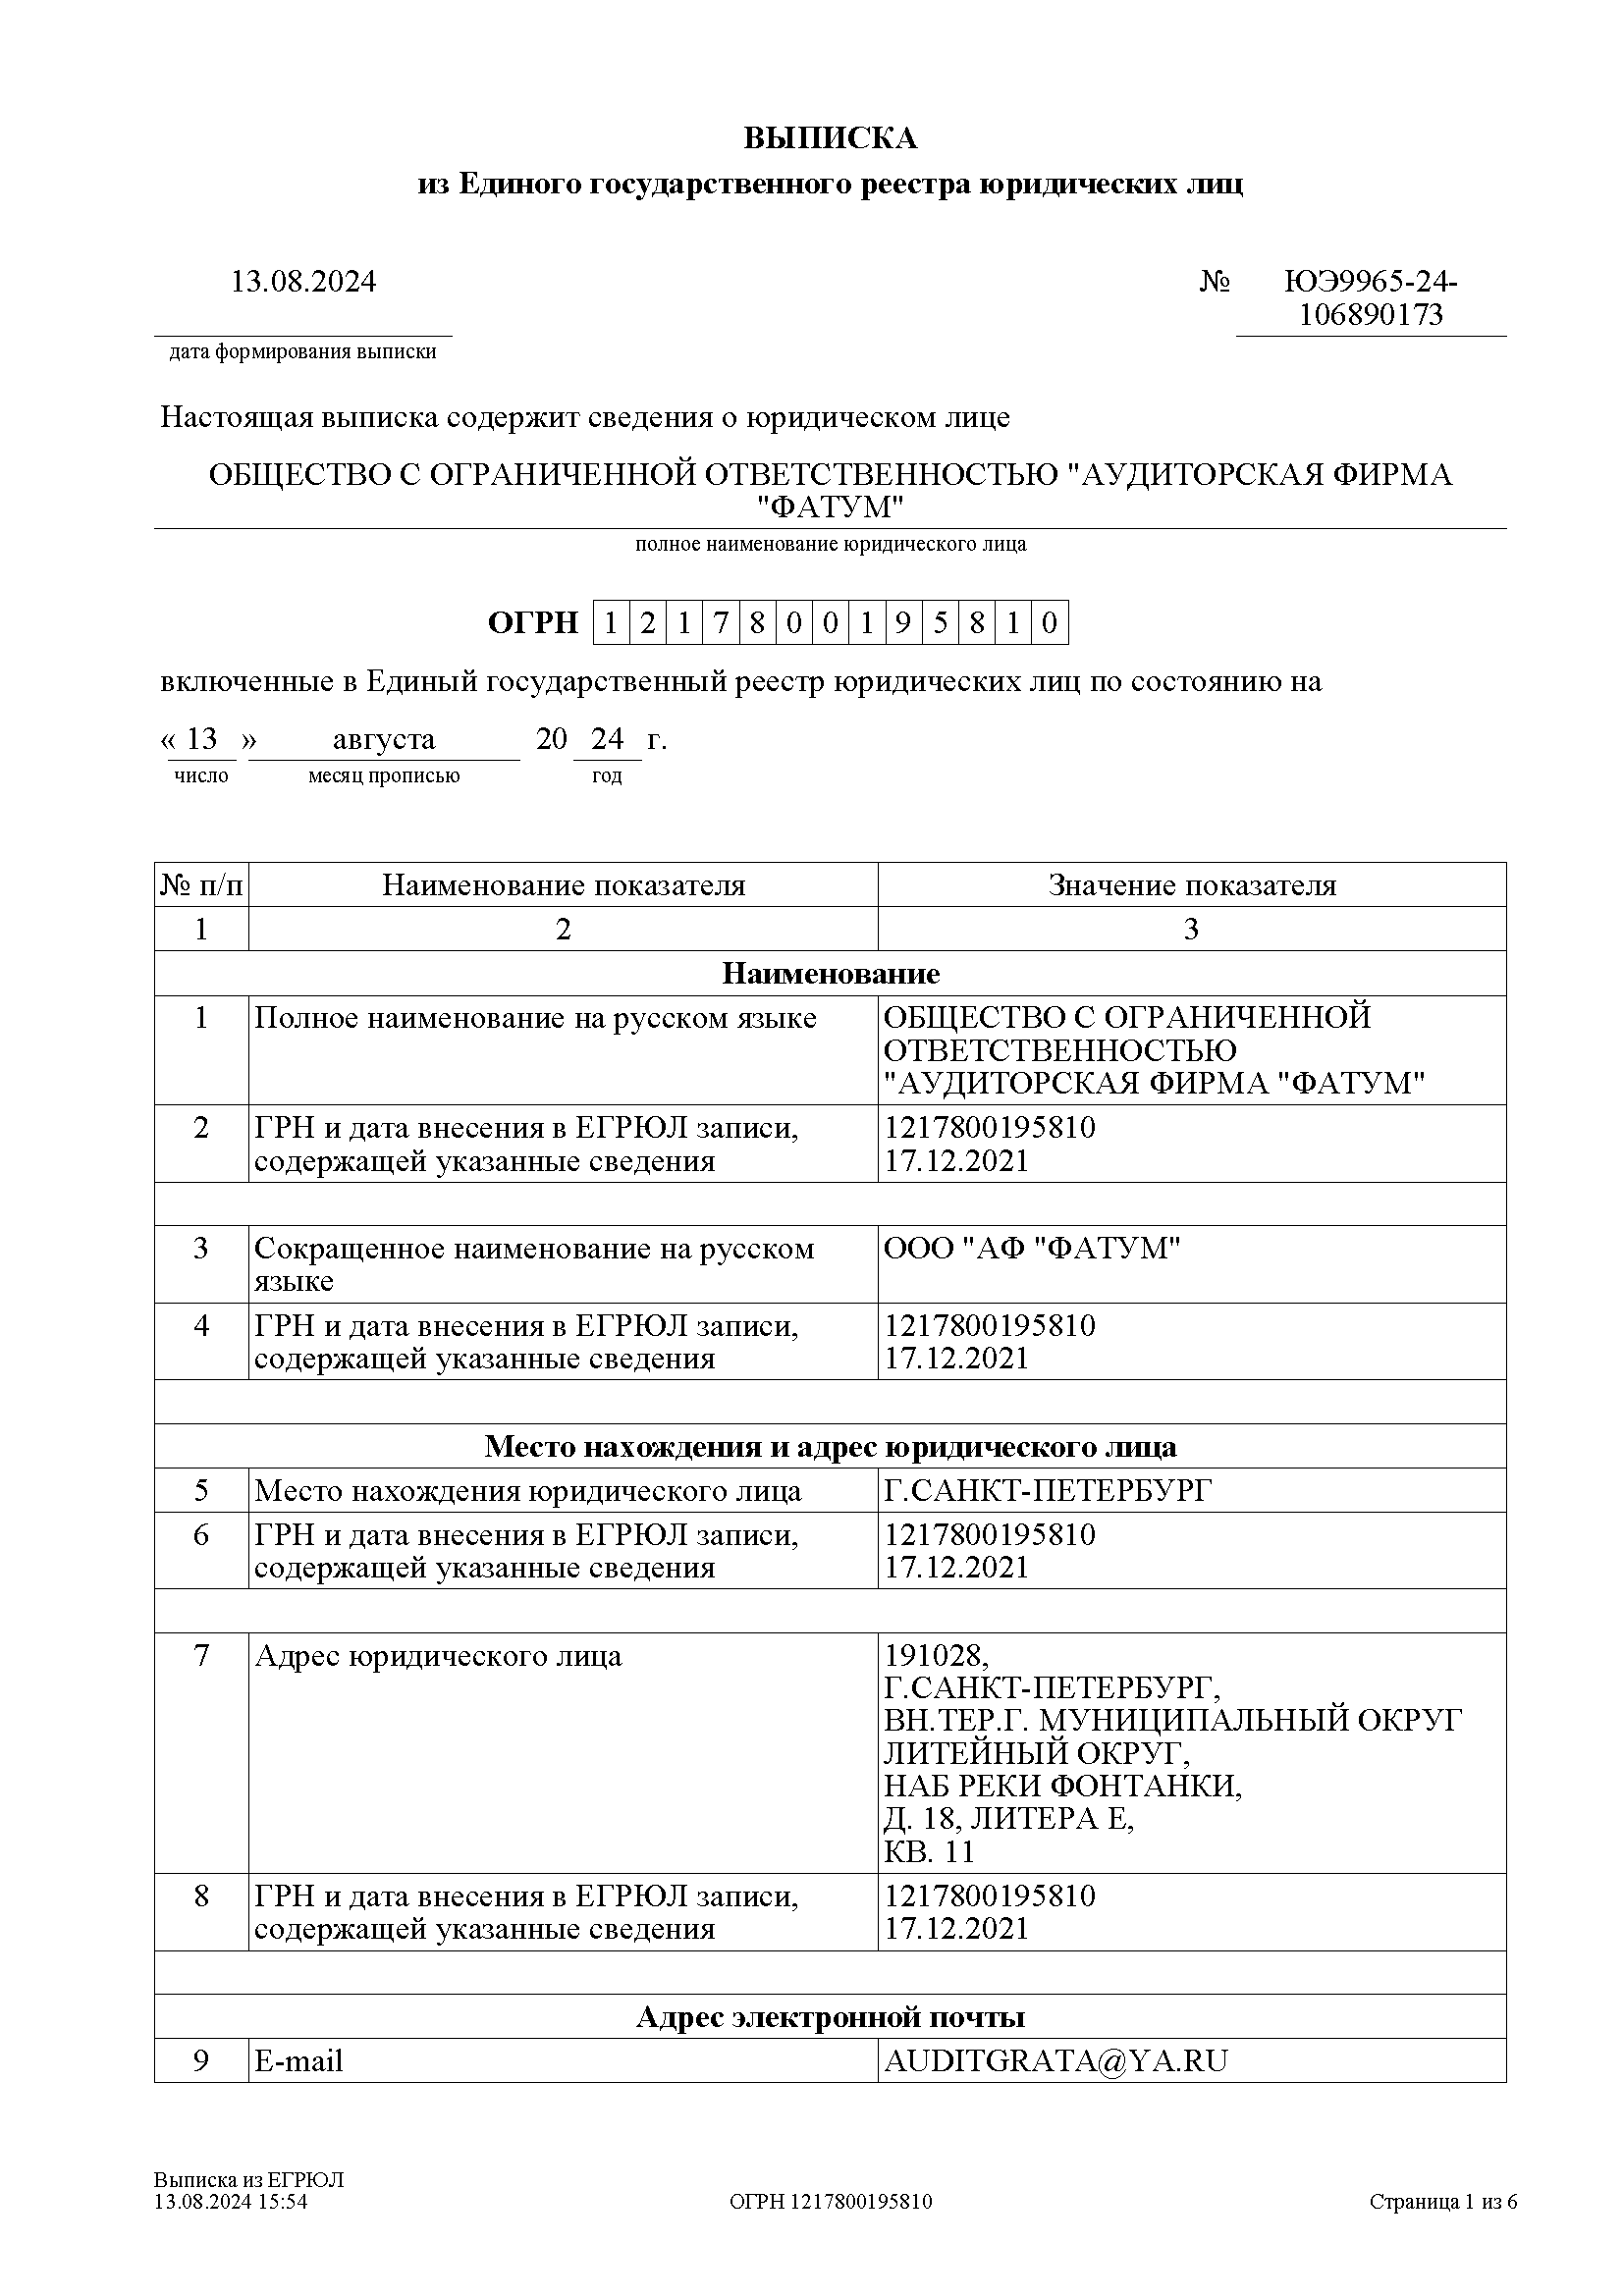 ВЫПИСКА
из Единого государственного реестра юридических лиц
13.08.2024
№ ЮЭ9965-24-
106890173
дата формирования выписки
Настоящая выписка содержит сведения о юридическом лице
ОБЩЕСТВО С ОГРАНИЧЕННОЙ ОТВЕТСТВЕННОСТЬЮ "АУДИТОРСКАЯ ФИРМА
"ФАТУМ"
полное наименование юридического лица
ОГРН 1 2 1 7 8 0 0 1 9 5 8 1 0
включенные в Единый государственный реестр юридических лиц по состоянию на
« 13 » августа 20 24 г.
число месяц прописью год
№ п/п Наименование показателя Значение показателя
1 2 3
Наименование
1 Полное наименование на русском языке ОБЩЕСТВО С ОГРАНИЧЕННОЙ
ОТВЕТСТВЕННОСТЬЮ
"АУДИТОРСКАЯ ФИРМА "ФАТУМ"
2 ГРН и дата внесения в ЕГРЮЛ записи, 1217800195810
содержащей указанные сведения 17.12.2021
3 Сокращенное наименование на русском ООО "АФ "ФАТУМ"
языке
4 ГРН и дата внесения в ЕГРЮЛ записи, 1217800195810
содержащей указанные сведения 17.12.2021
Место нахождения и адрес юридического лица
5 Место нахождения юридического лица Г.САНКТ-ПЕТЕРБУРГ
6 ГРН и дата внесения в ЕГРЮЛ записи, 1217800195810
содержащей указанные сведения 17.12.2021
7 Адрес юридического лица 191028,
Г.САНКТ-ПЕТЕРБУРГ,
ВН.ТЕР.Г. МУНИЦИПАЛЬНЫЙ ОКРУГ
ЛИТЕЙНЫЙ ОКРУГ,
НАБ РЕКИ ФОНТАНКИ,
Д. 18, ЛИТЕРА Е,
КВ. 11
8 ГРН и дата внесения в ЕГРЮЛ записи, 1217800195810
содержащей указанные сведения 17.12.2021
Адрес электронной почты
9 E-mail AUDITGRATA@YA.RU
Выписка из ЕГРЮЛ
13.08.2024 15:54 ОГРН 1217800195810 Страница 1 из 6